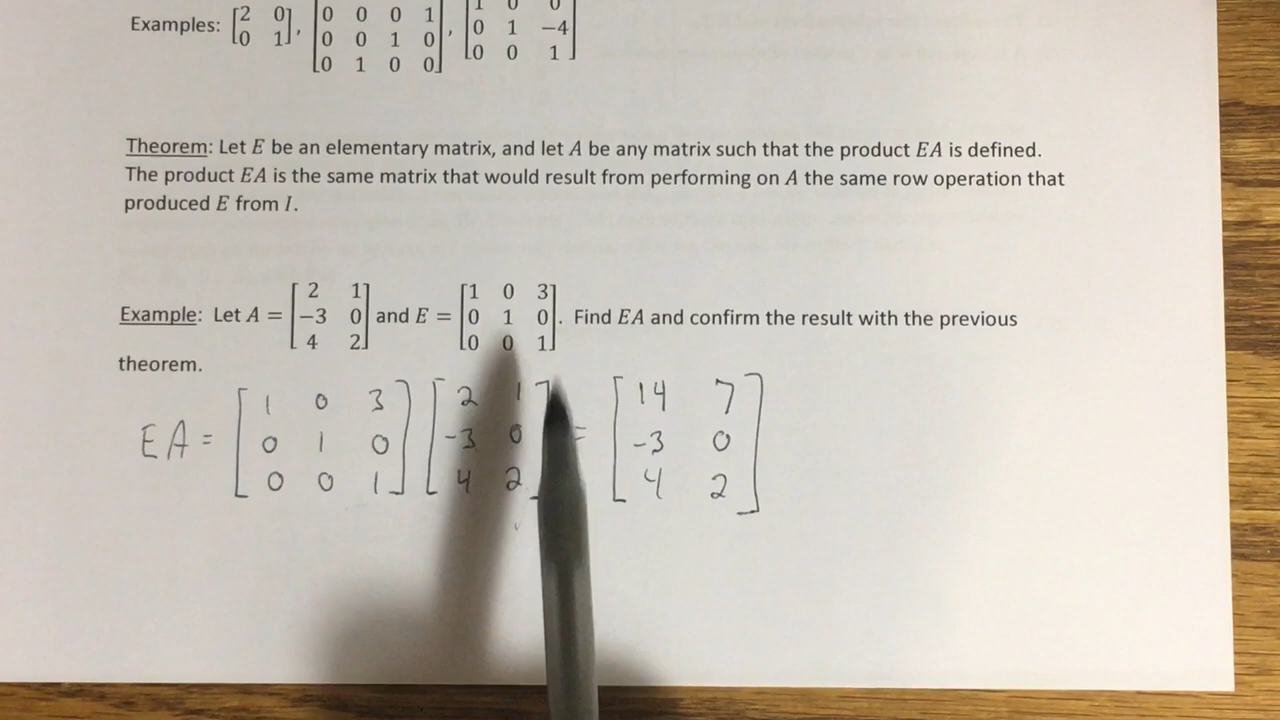 1 0 0
Examples: [2 0], [0 0 0 1], [0 1 -4]
[0 1] [0 0 1 0] [0 0 1]
[0 1 0 0]
Theorem: Let E be an elementary matrix, and let A be any matrix such that the product EA is defined.
The product EA is the same matrix that would result from performing on A the same row operation that
produced E from I.
[2 1] [1 0 3]
Example: Let A = [−3 0] and E = [0 1 0]. Find EA and confirm the result with the previous
[4 2] [0 0 1]
theorem.
[1 0 3] [2 1] [14 7]
EA = [0 1 0] [-3 0] = [-3 0]
[0 0 1] [4 2] [4 2]